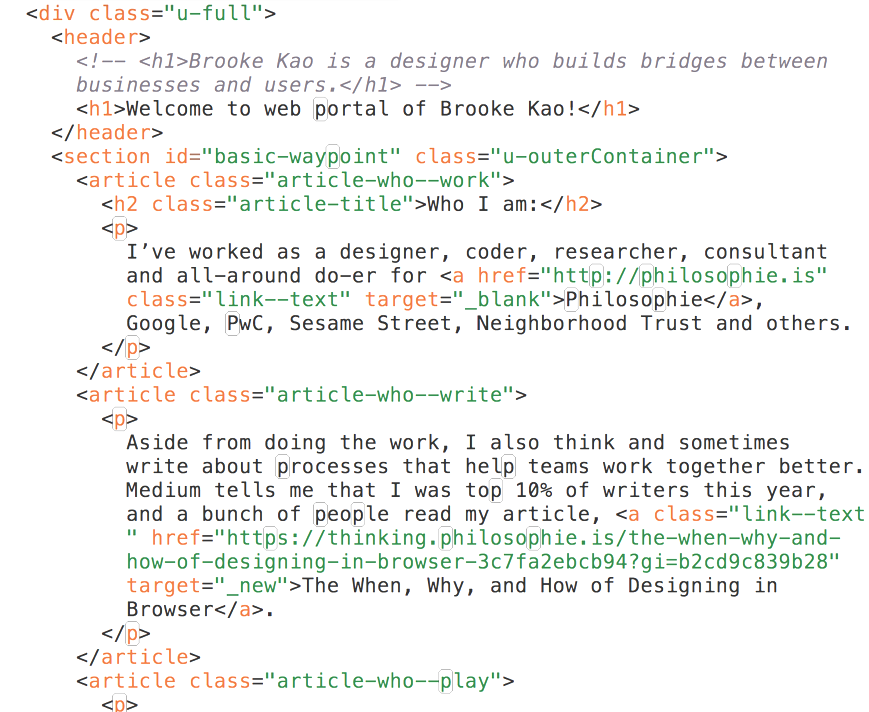 <div class="u-full">
<header>
<!-- <h1>Brooke Kao is a designer who builds bridges between
businesses and users.</h1> -->
<h1>Welcome to web portal of Brooke Kao!</h1>
</header>
<section id="basic-waypoint" class="u-outerContainer">
<article class="article-who--work">
<h2 class="article-title">Who I am:</h2>
<p>
I’ve worked as a designer, coder, researcher, consultant
and all-around do-er for <a href="http://philosophie.is"
class="link--text" target="_blank">Philosophie</a>,
Google, PwC, Sesame Street, Neighborhood Trust and others.
</p>
</article>
<article class="article-who--write">
<p>
Aside from doing the work, I also think and sometimes
write about processes that help teams work together better.
Medium tells me that I was top 10% of writers this year,
and a bunch of people read my article, <a class="link--text
" href="https://thinking.philosophie.is/the-when-why-and-
how-of-designing-in-browser-3c7fa2ebcb94?gi=b2cd9c839b28"
target="_new">The When, Why, and How of Designing in
Browser</a>.
</p>
</article>
<article class="article-who--play">
<p>